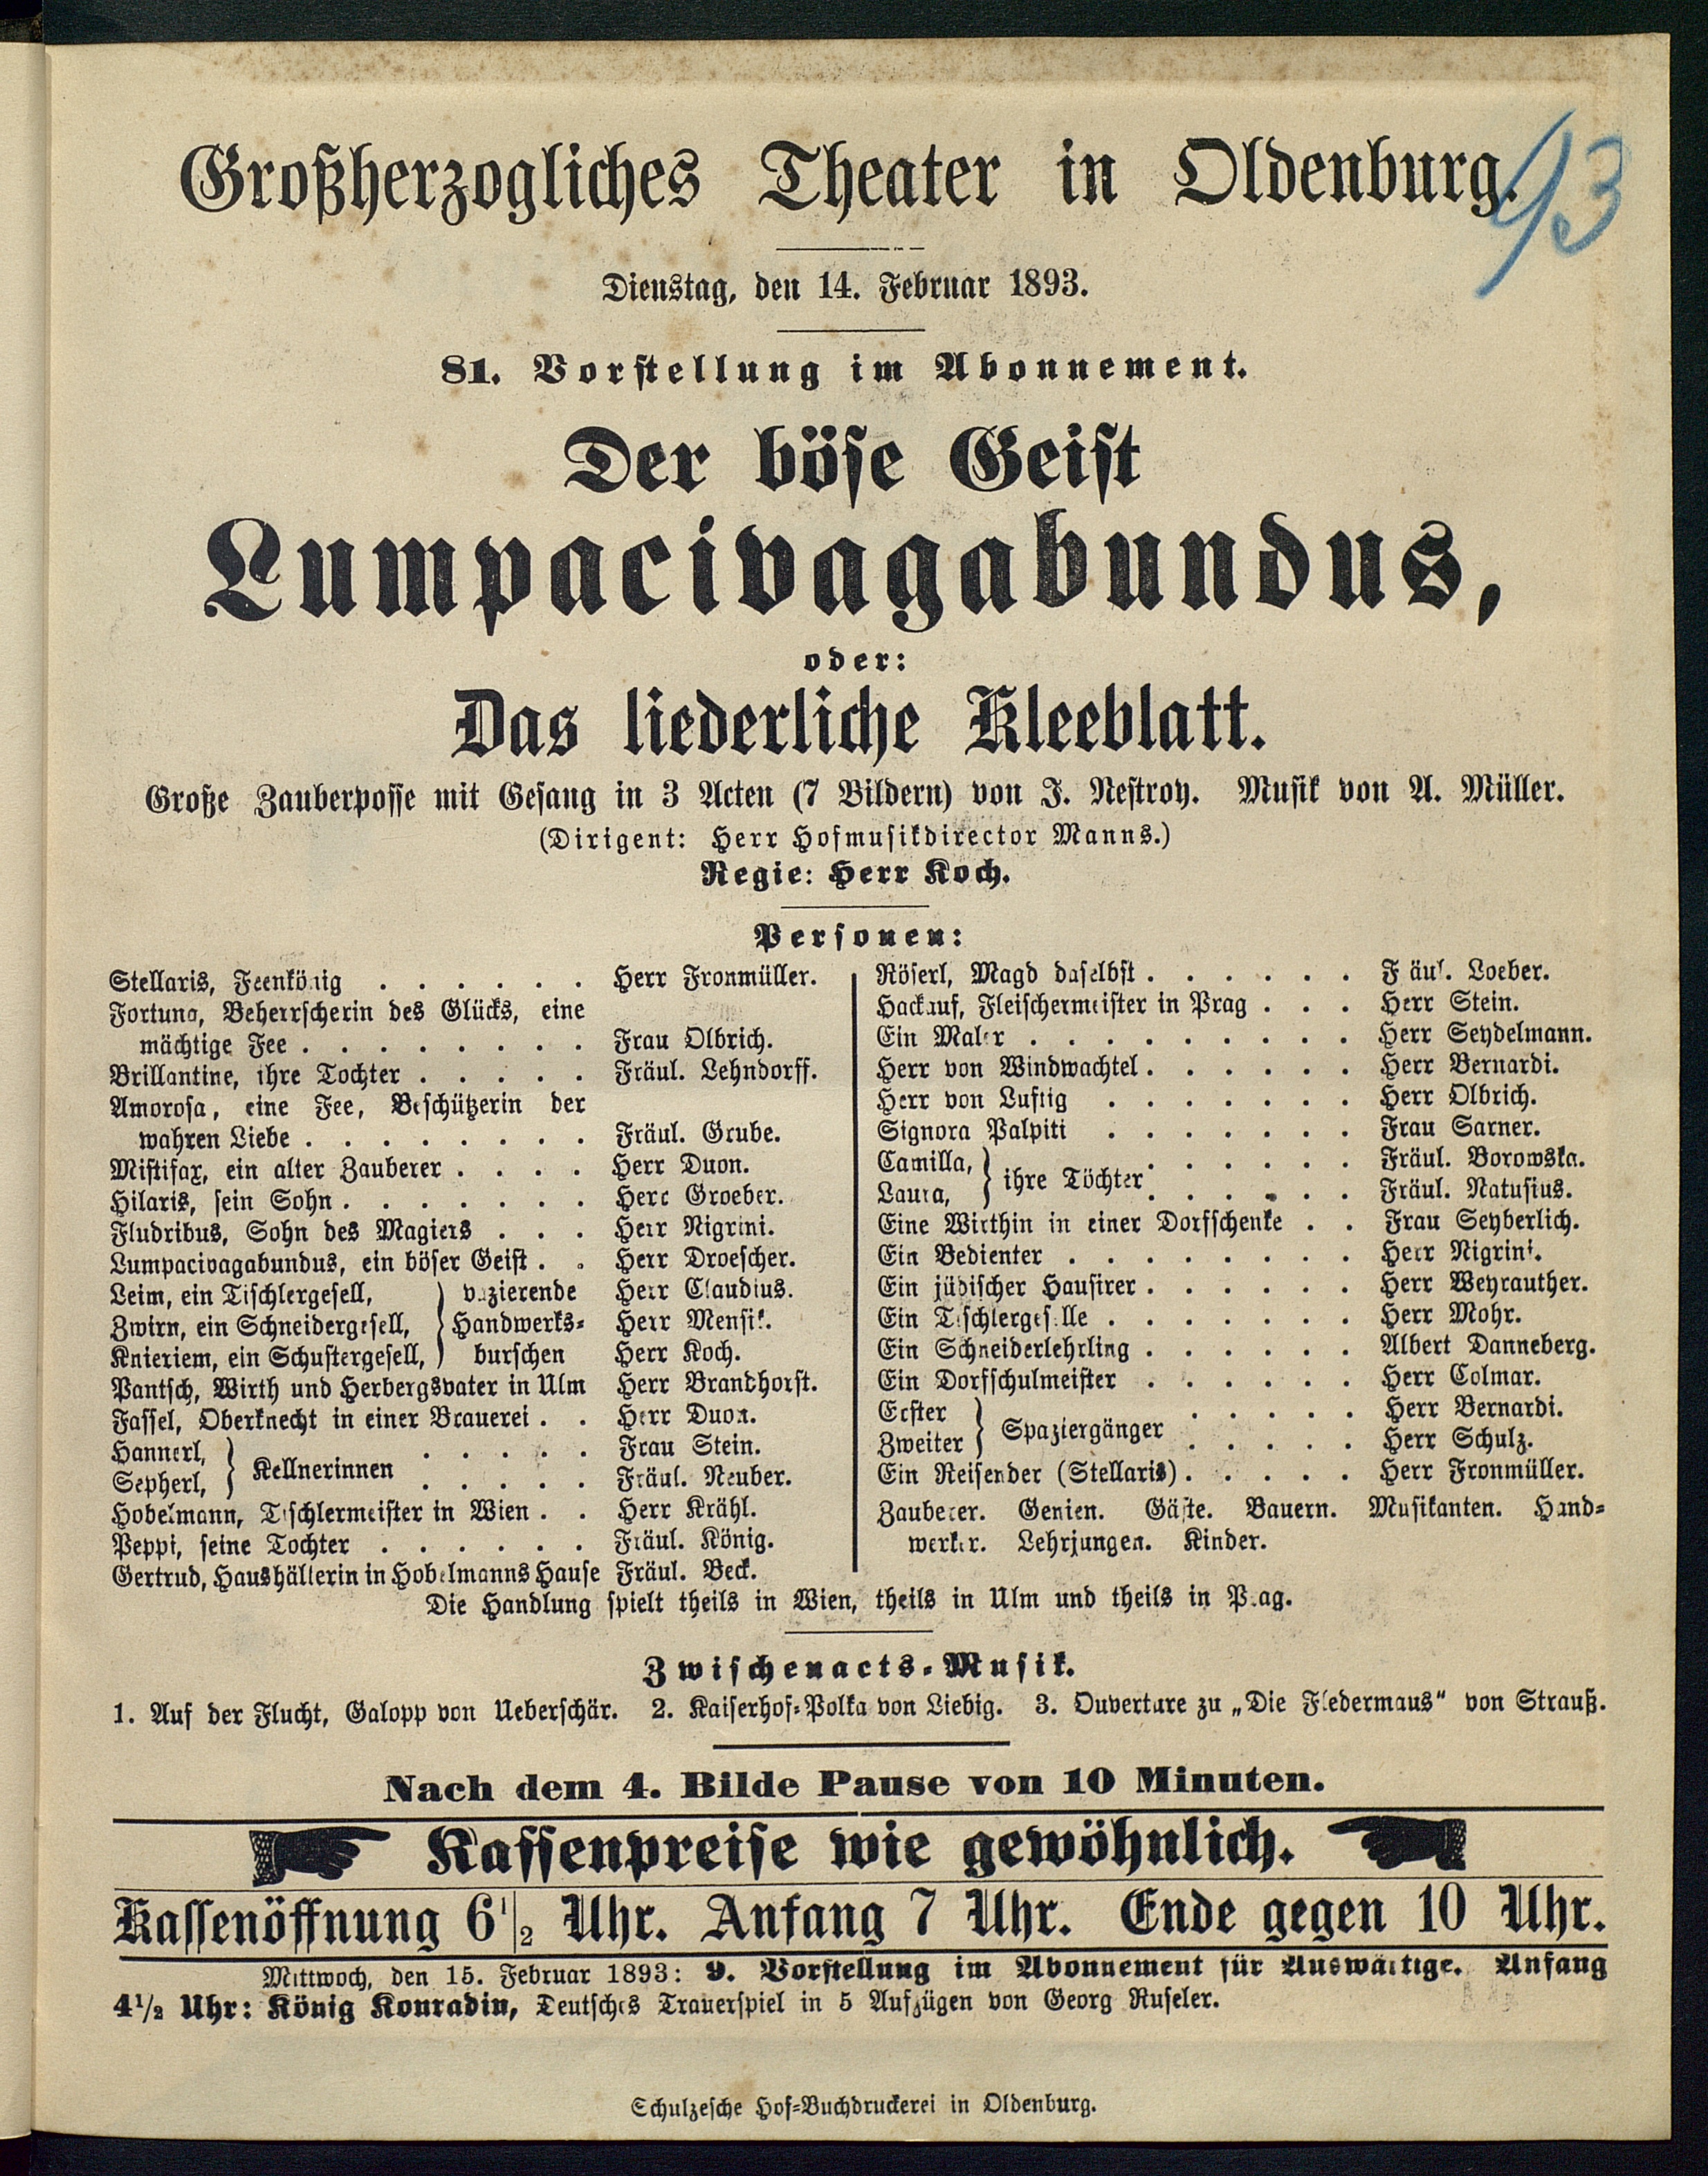 Großherzogliches Theater in Oldenburg.
93
Dienstag, den 14. Februar 1893.
81. Vorstellung im Abonnement.
Der böse Geist
Lumpacivagabundus,
oder:
Das liederliche Kleeblatt.
Große Zauberposse mit Gesang in 3 Acten (7 Bildern) von J. Nestroy. Musik von A. Müller.
(Dirigent: Herr Hofmusikdirector Manns.)
Regie: Herr Koch.
Personen:
Stellaris, Feenkönig . . . . . . Herr Fronmüller.
Fortuna, Beherrscherin des Glücks, eine
mächtige Fee . . . . . . . . Frau Olbrich.
Brillantine, ihre Tochter . . . . . Fräul. Lehndorff.
Amorosa, eine Fee, Beschützerin der
wahren Liebe . . . . . . . . Fräul. Grube.
Mistifax, ein alter Zauberer . . . . Herr Duon.
Hilaris, sein Sohn . . . . . . . Herr Groeber.
Fludribus, Sohn des Magiers . . . Herr Nigrini.
Lumpacivagabundus, ein böser Geist . . Herr Droescher.
Leim, ein Tischlergesell, } vazierende Herr Claudius.
Zwirn, ein Schneidergesell, } Handwerks- Herr Mensik.
Knieriem, ein Schustergesell, } burschen Herr Koch.
Pantsch, Wirth und Herbergsvater in Ulm Herr Brandhorst.
Fassel, Oberknecht in einer Brauerei . . Herr Duon.
Hannerl, } . . . . . Frau Stein.
Sepherl, } Kellnerinnen . . . . . Fräul. Neuber.
Hobelmann, Tischlermeister in Wien . . Herr Krähl.
Peppi, seine Tochter . . . . . . Fräul. König.
Gertrud, Haushälterin in Hobelmanns Hause Fräul. Beck.
Röserl, Magd daselbst . . . . . . Fräul. Loeber.
Hackauf, Fleischermeister in Prag . . . Herr Stein.
Ein Maler . . . . . . . . . Herr Seydelmann.
Herr von Windwachtel . . . . . . Herr Bernardi.
Herr von Luftig . . . . . . . Herr Olbrich.
Signora Palpiti . . . . . . . Frau Sarner.
Camilla, } . . . . . . Fräul. Borowska.
Laura, } ihre Töchter . . . . . . Fräul. Natusius.
Eine Wirthin in einer Dorfschenke . . Frau Seyberlich.
Ein Bedienter . . . . . . . . Herr Nigrini.
Ein jüdischer Hausirer . . . . . . Herr Weyrauther.
Ein Tischlergeselle . . . . . . . Herr Mohr.
Ein Schneiderlehrling . . . . . . Albert Danneberg.
Ein Dorfschulmeister . . . . . . Herr Colmar.
Erster } . . . . . Herr Bernardi.
Zweiter } Spaziergänger . . . . . Herr Schulz.
Ein Reisender (Stellaris) . . . . . Herr Fronmüller.
Zauberer. Genien. Gäste. Bauern. Musikanten. Hand-
werker. Lehrjungen. Kinder.
Die Handlung spielt theils in Wien, theils in Ulm und theils in Prag.
Zwischenacts-Musik.
1. Auf der Flucht, Galopp von Ueberschär. 2. Kaiserhof-Polka von Liebig. 3. Ouverture zu „Die Fledermaus“ von Strauß.
Nach dem 4. Bilde Pause von 10 Minuten.
Kassenpreise wie gewöhnlich.
Kassenöffnung 6 1/2 Uhr. Anfang 7 Uhr. Ende gegen 10 Uhr.
Mittwoch, den 15. Februar 1893: 9. Vorstellung im Abonnement für Auswärtige. Anfang
4 1/2 Uhr: König Konradin, Deutsches Trauerspiel in 5 Aufzügen von Georg Ruseler.
Schulzesche Hof-Buchdruckerei in Oldenburg.